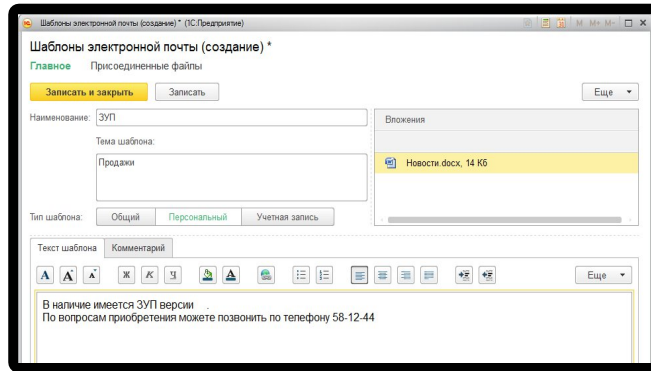 Шаблоны электронной почты (создание) * (1С:Предприятие)
M M+ M-
Шаблоны электронной почты (создание) *
Главное Присоединенные файлы
Записать и закрыть Записать Еще
Наименование: ЗУП
Вложения
Тема шаблона:
Продажи
Новости.docx, 14 Кб
Тип шаблона: Общий Персональный Учетная запись
Текст шаблона Комментарий
А А А Ж К Ч А Еще
В наличие имеется ЗУП версии
По вопросам приобретения можете позвонить по телефону 58-12-44